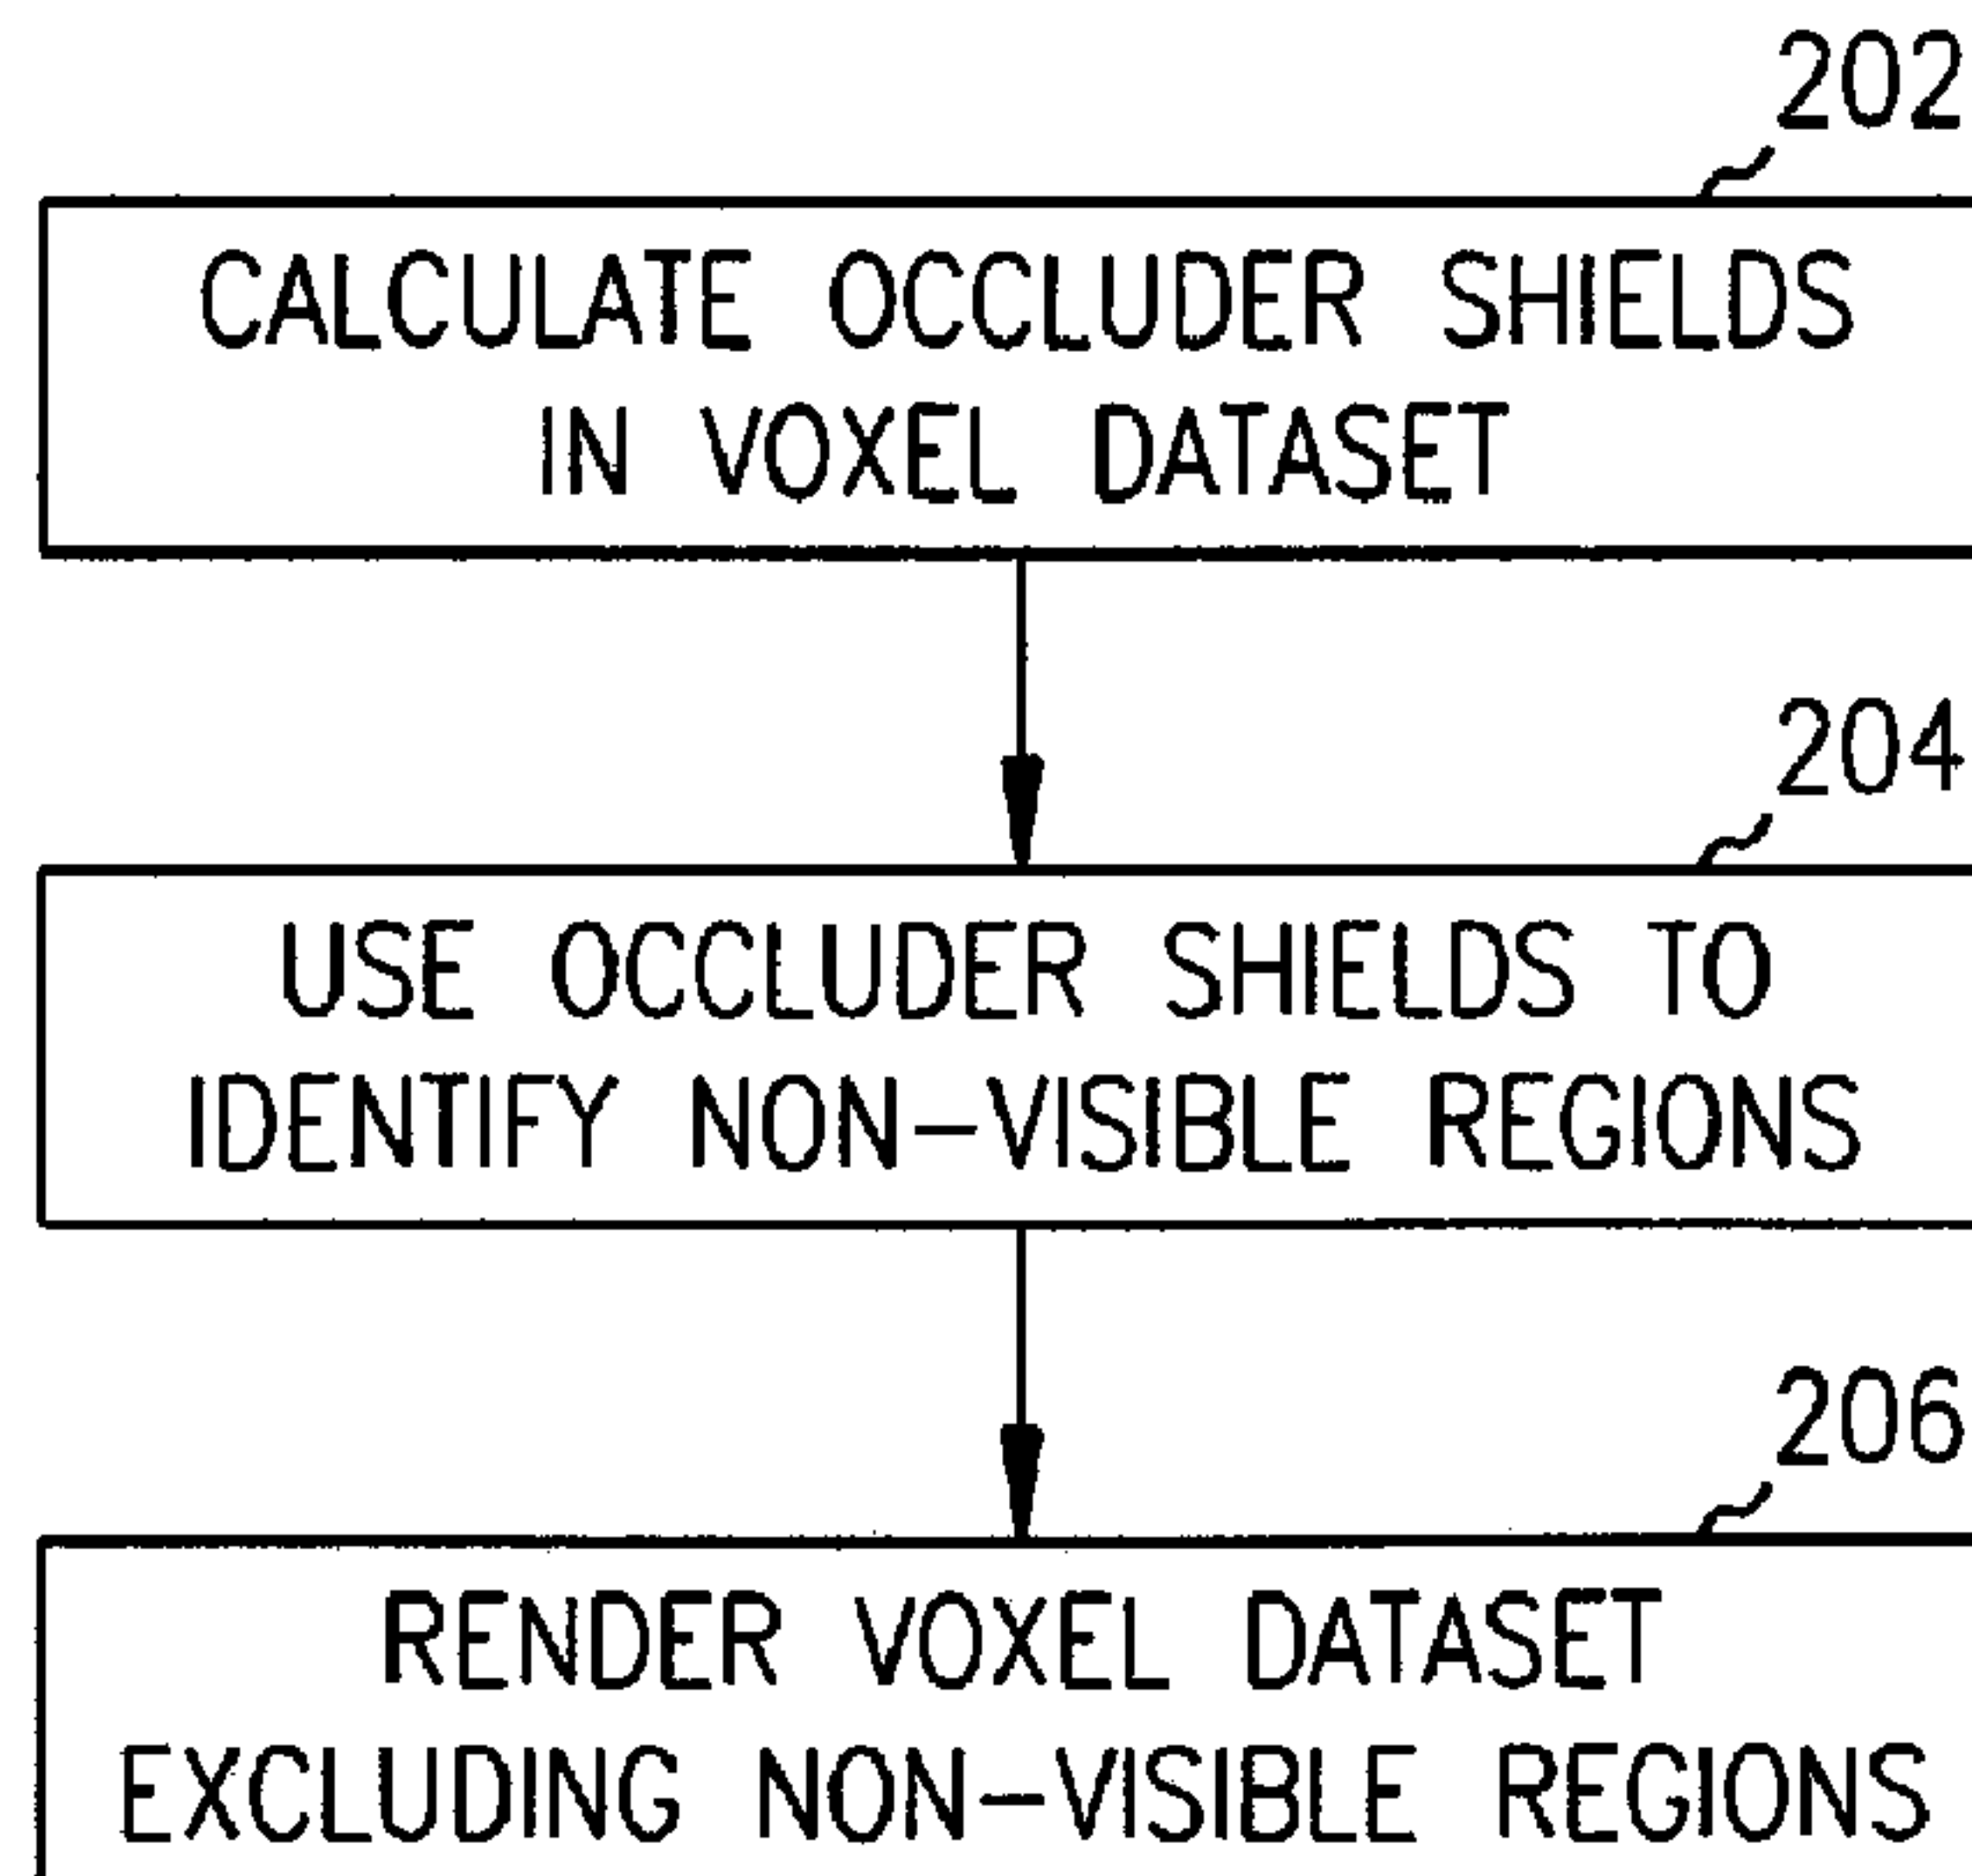 202
CALCULATE OCCLUDER SHIELDS
IN VOXEL DATASET
204
USE OCCLUDER SHIELDS TO
IDENTIFY NON-VISIBLE REGIONS
206
RENDER VOXEL DATASET
EXCLUDING NON-VISIBLE REGIONS